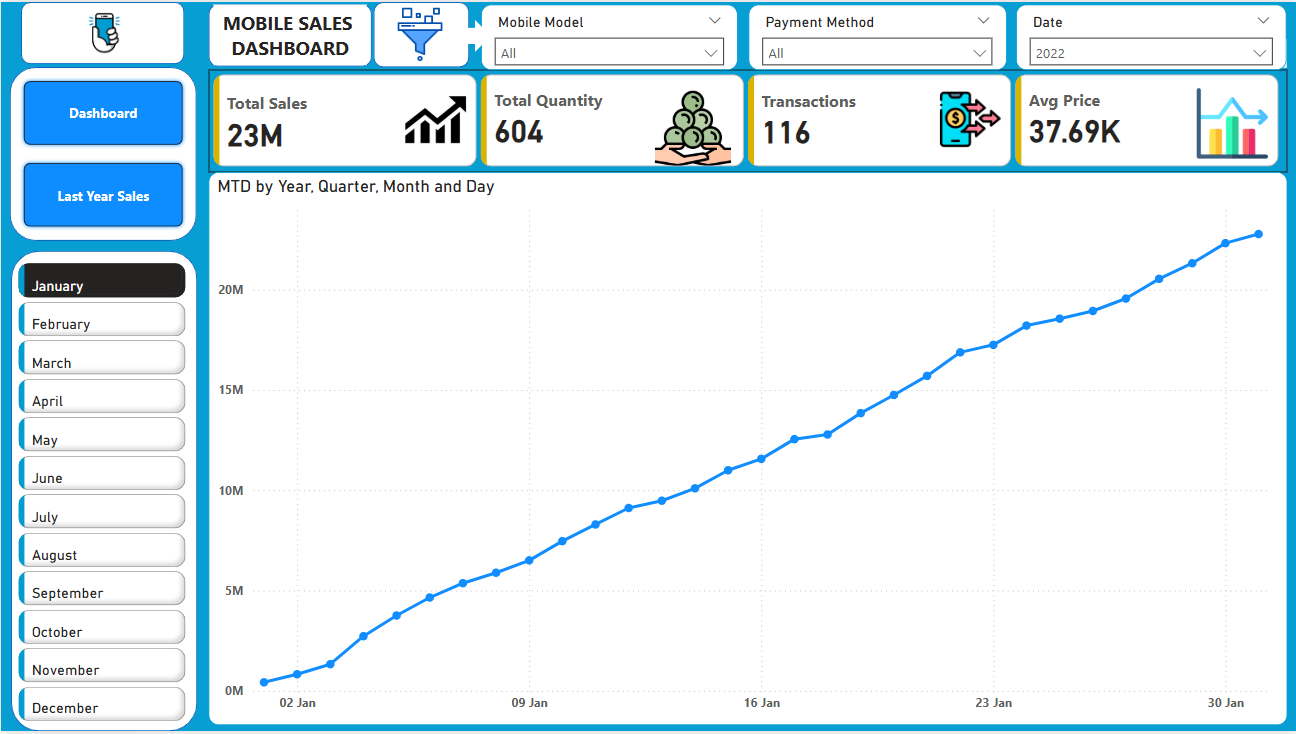 MOBILE SALES
DASHBOARD
Mobile Model
All
Payment Method
All
Date
2022
Dashboard
Last Year Sales
Total Sales
23M
Total Quantity
604
Transactions
116
$
Avg Price
37.69K
January
February
March
April
May
June
July
August
September
October
November
December
MTD by Year, Quarter, Month and Day
20M
15M
10M
5M
0M
02 Jan
09 Jan
16 Jan
23 Jan
30 Jan